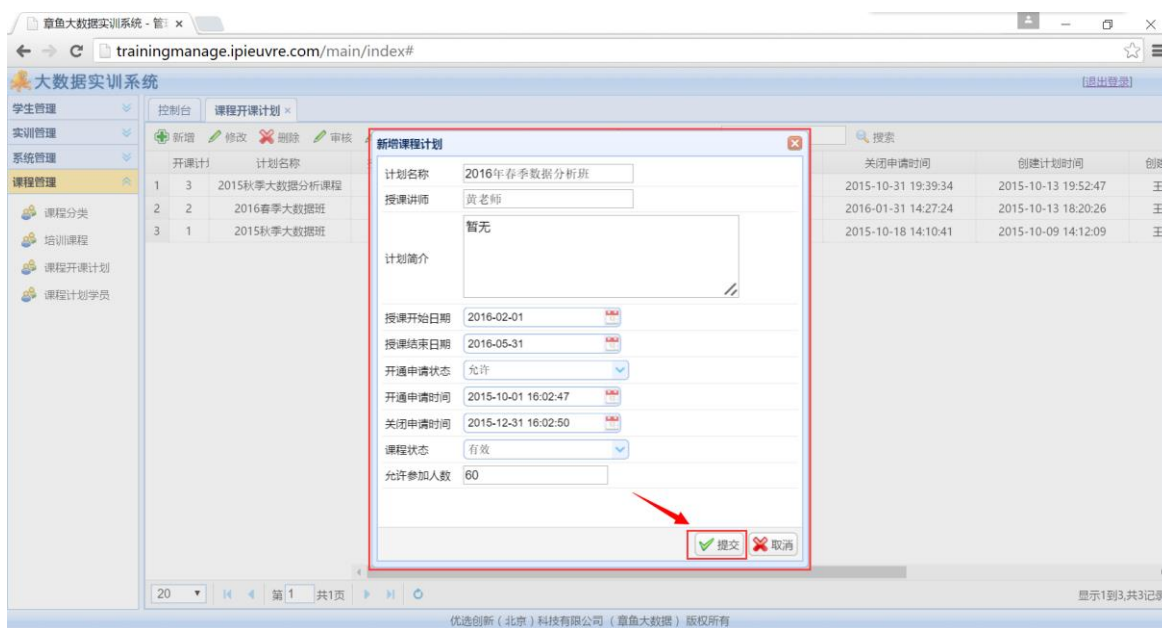 章鱼大数据实训系统 - 管
trainingmanage.ipieuvre.com/main/index#
大数据实训系统
[退出登录]
学生管理
实训管理
系统管理
课程管理
课程分类
培训课程
课程开课计划
课程计划学员
控制台 课程开课计划
新增 修改 删除 审核 搜索
开课计 计划名称 关闭申请时间 创建计划时间
1 3 2015秋季大数据分析课程 2015-10-31 19:39:34 2015-10-13 19:52:47 王
2 2 2016春季大数据班 2016-01-31 14:27:24 2015-10-13 18:20:26 王
3 1 2015秋季大数据班 2015-10-18 14:10:41 2015-10-09 14:12:09 王
新增课程计划
计划名称 2016年春季数据分析班
授课讲师 黄老师
计划简介 暂无
授课开始日期 2016-02-01
授课结束日期 2016-05-31
开通申请状态 允许
开通申请时间 2015-10-01 16:02:47
关闭申请时间 2015-12-31 16:02:50
课程状态 有效
允许参加人数 60
提交 取消
20 第 1 共1页 显示1到3,共3记录
优选创新（北京）科技有限公司（章鱼大数据）版权所有